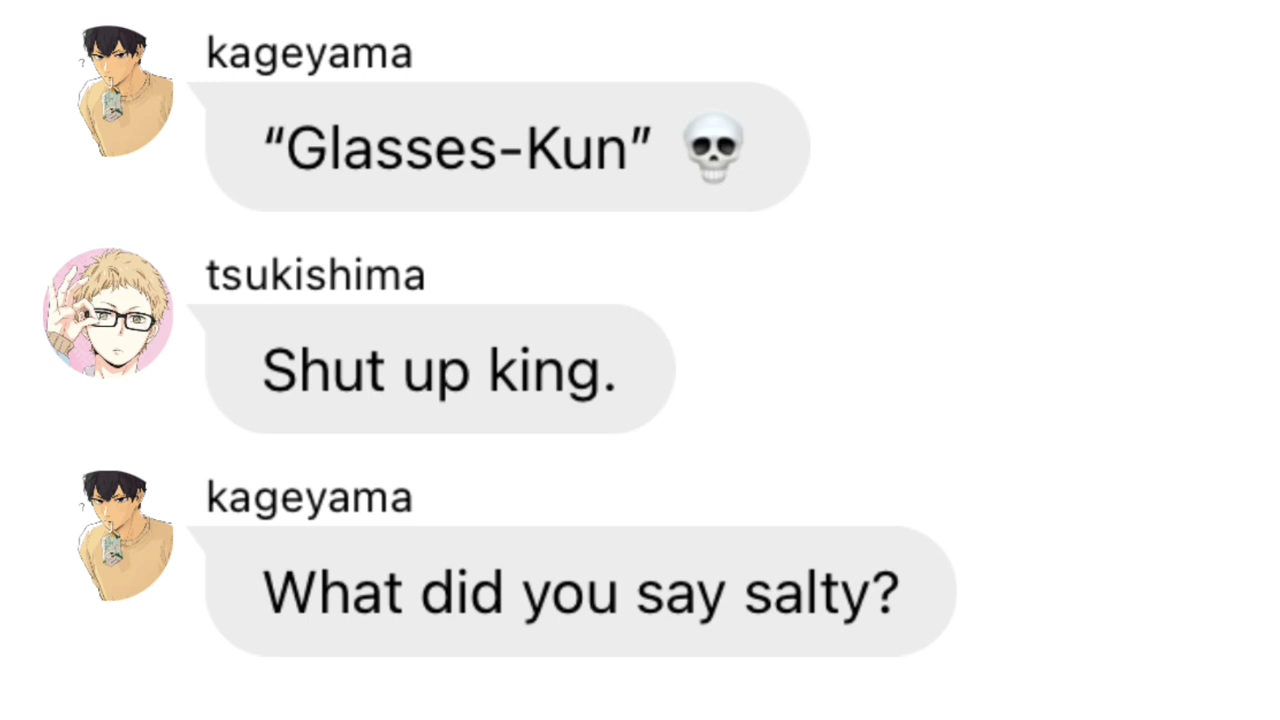 kageyama
“Glasses-Kun” 💀
tsukishima
Shut up king.
kageyama
What did you say salty?